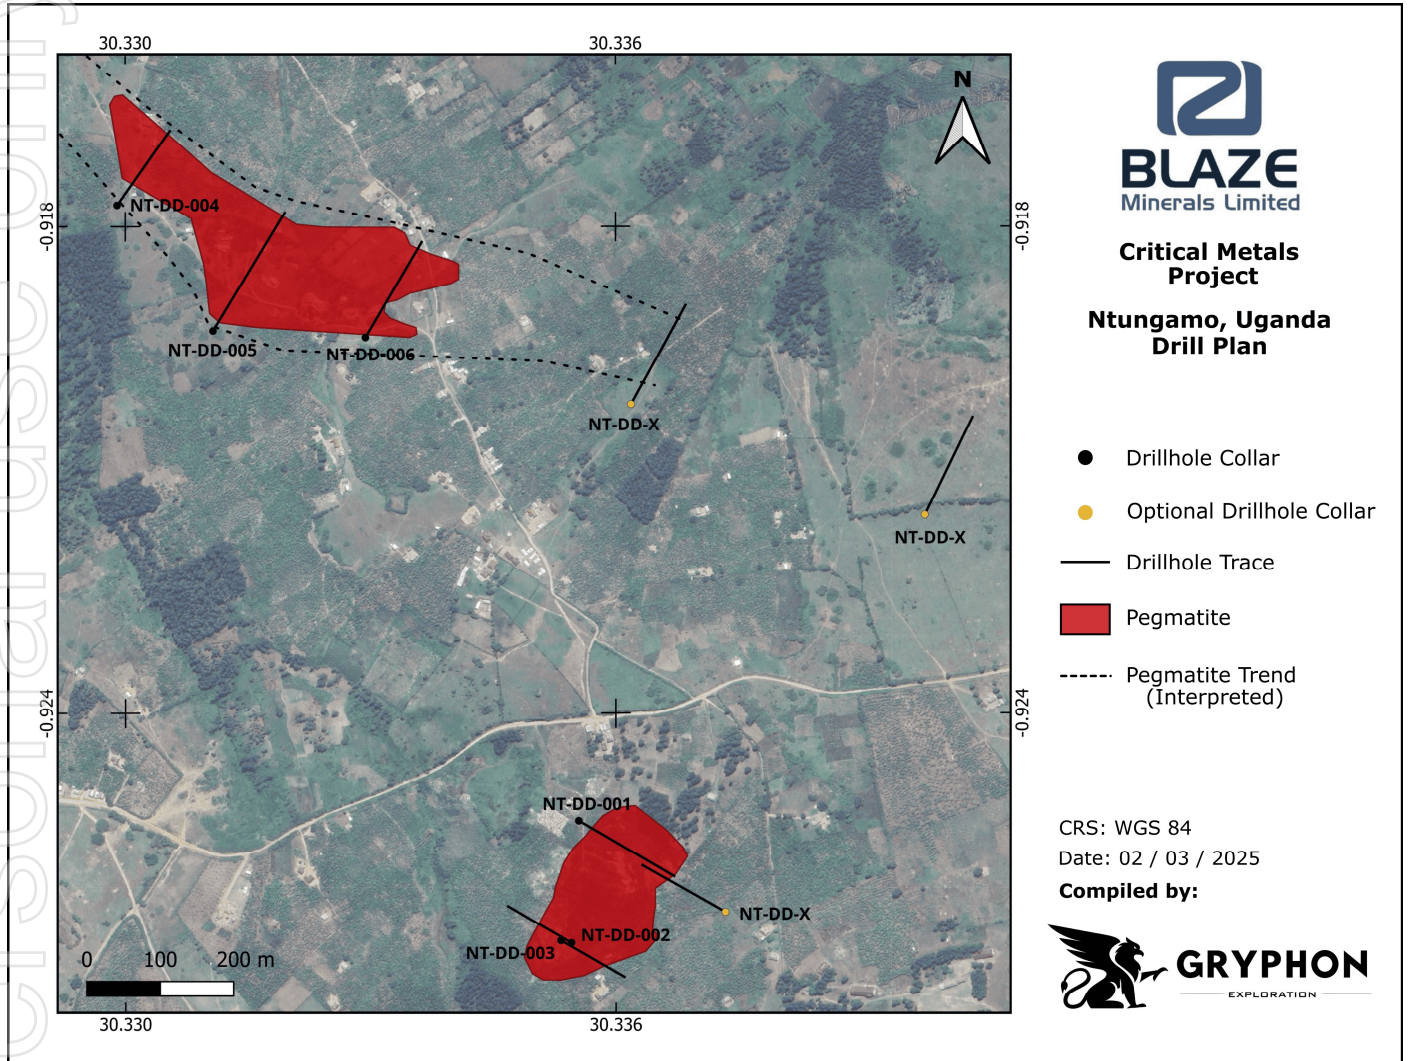 30.330
30.336
N
-0.918
-0.918
NT-DD-004
NT-DD-005
NT-DD-006
NT-DD-X
NT-DD-X
-0.924
-0.924
NT-DD-001
NT-DD-X
NT-DD-002
NT-DD-003
0 100 200 m
30.330
30.336
BLAZE
Minerals Limited
Critical Metals
Project
Ntungamo, Uganda
Drill Plan
Drillhole Collar
Optional Drillhole Collar
Drillhole Trace
Pegmatite
Pegmatite Trend
(Interpreted)
CRS: WGS 84
Date: 02 / 03 / 2025
Compiled by:
GRYPHON
EXPLORATION